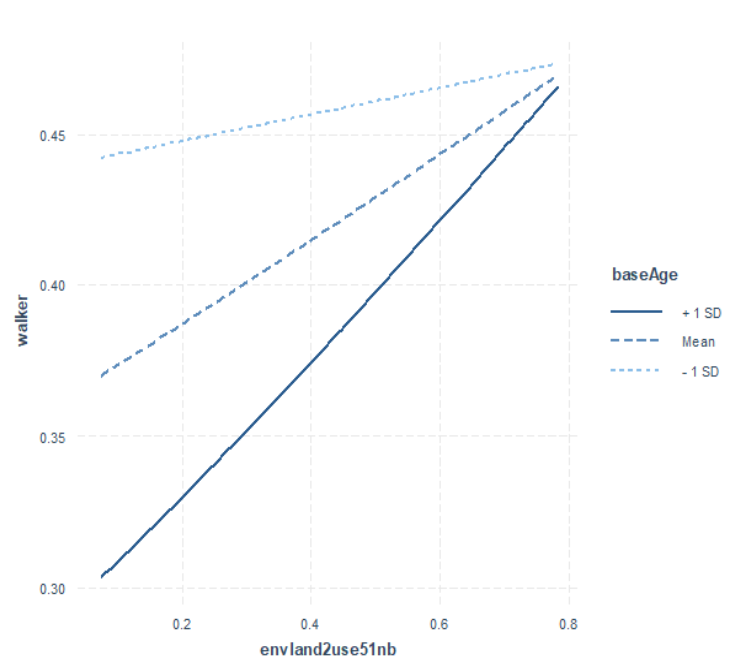 0.45
0.40
0.35
0.30
walker
0.2 0.4 0.6 0.8
envland2use51nb
baseAge
+ 1 SD
Mean
- 1 SD